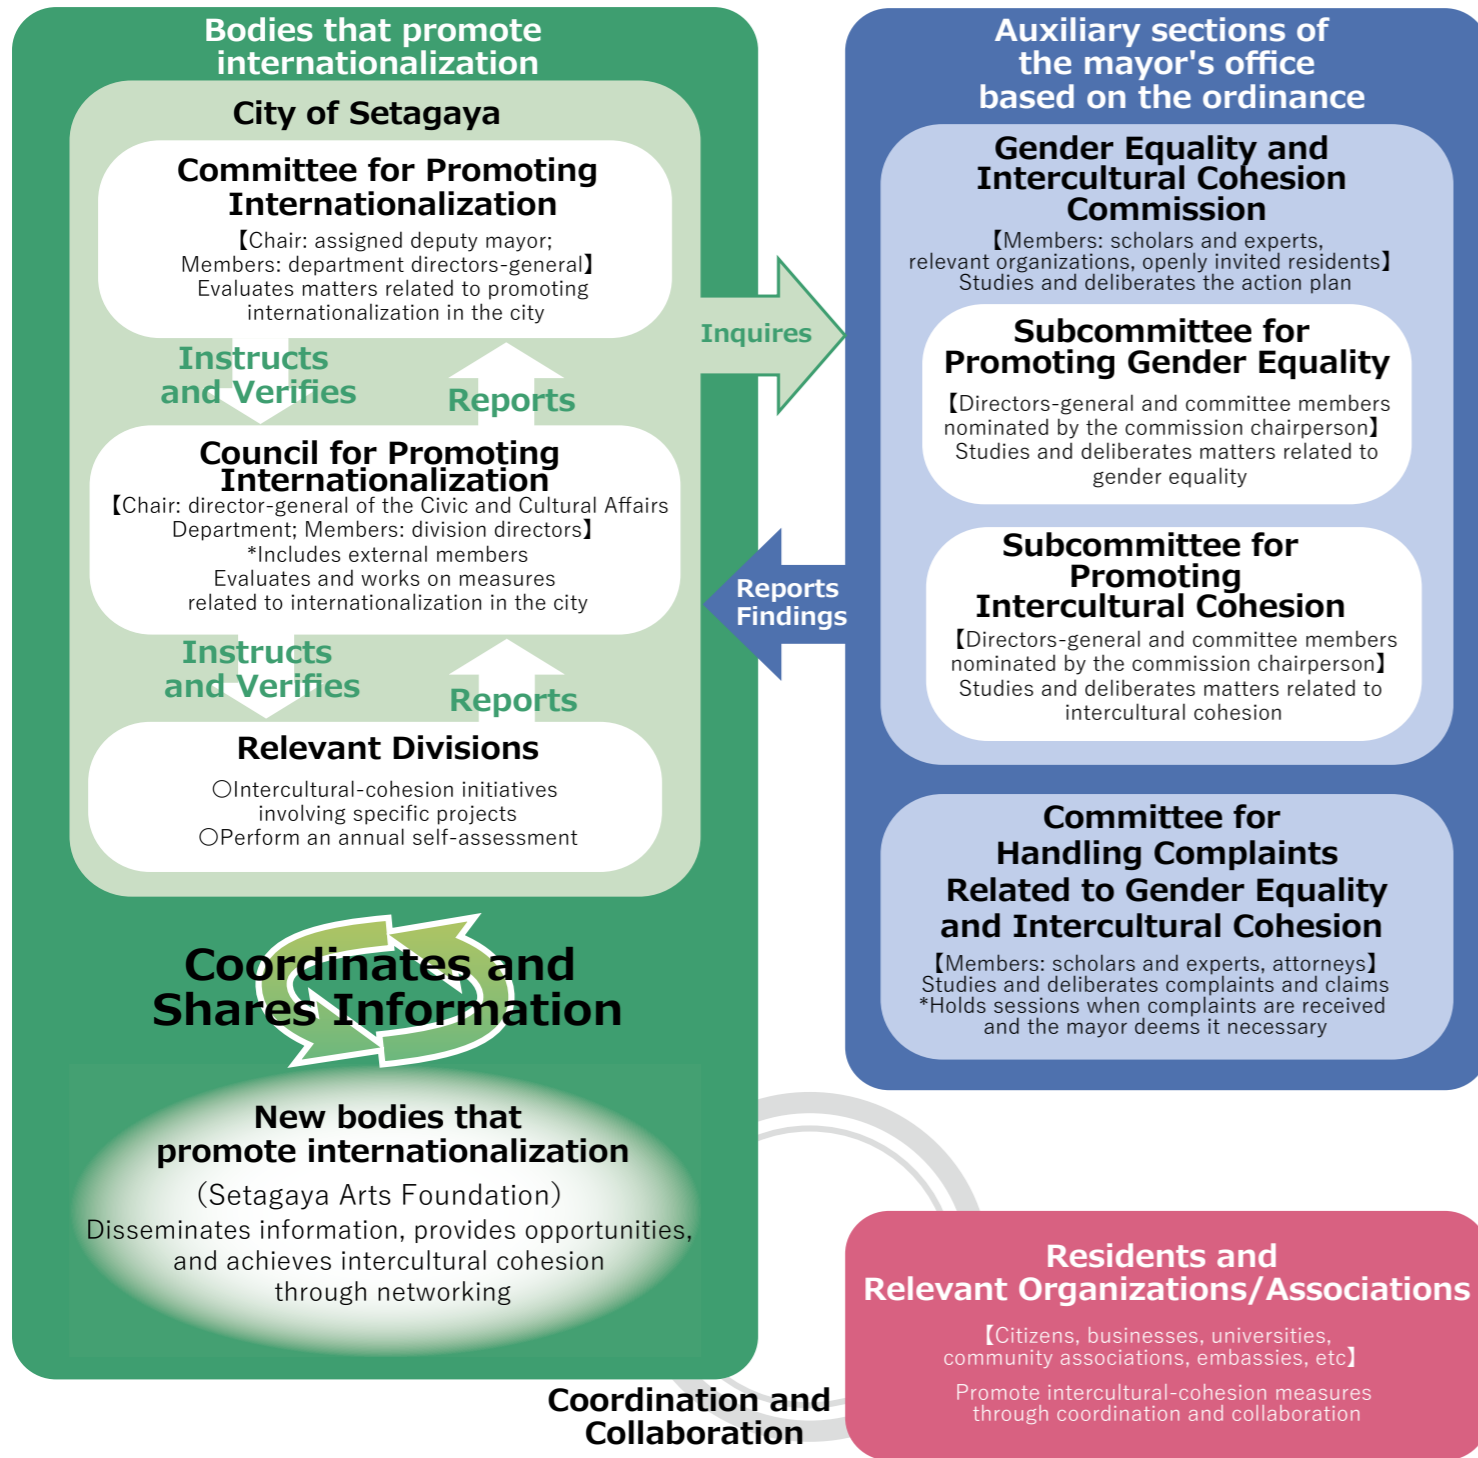 Bodies that promote
internationalization
City of Setagaya
Committee for Promoting
Internationalization
【Chair: assigned deputy mayor;
Members: department directors-general】
Evaluates matters related to promoting
internationalization in the city
Instructs
and Verifies
Reports
Council for Promoting
Internationalization
【Chair: director-general of the Civic and Cultural Affairs
Department; Members: division directors】
*Includes external members
Evaluates and works on measures
related to internationalization in the city
Instructs
and Verifies
Reports
Relevant Divisions
○Intercultural-cohesion initiatives
involving specific projects
○Perform an annual self-assessment
Coordinates and
Shares Information
New bodies that
promote internationalization
（Setagaya Arts Foundation）
Disseminates information, provides opportunities,
and achieves intercultural cohesion
through networking
Inquires
Reports
Findings
Auxiliary sections of
the mayor's office
based on the ordinance
Gender Equality and
Intercultural Cohesion
Commission
【Members: scholars and experts,
relevant organizations, openly invited residents】
Studies and deliberates the action plan
Subcommittee for
Promoting Gender Equality
【Directors-general and committee members
nominated by the commission chairperson】
Studies and deliberates matters related to
gender equality
Subcommittee for
Promoting
Intercultural Cohesion
【Directors-general and committee members
nominated by the commission chairperson】
Studies and deliberates matters related to
intercultural cohesion
Committee for
Handling Complaints
Related to Gender Equality
and Intercultural Cohesion
【Members: scholars and experts, attorneys】
Studies and deliberates complaints and claims
*Holds sessions when complaints are received
and the mayor deems it necessary
Coordination and
Collaboration
Residents and
Relevant Organizations/Associations
【Citizens, businesses, universities,
community associations, embassies, etc】
Promote intercultural-cohesion measures
through coordination and collaboration